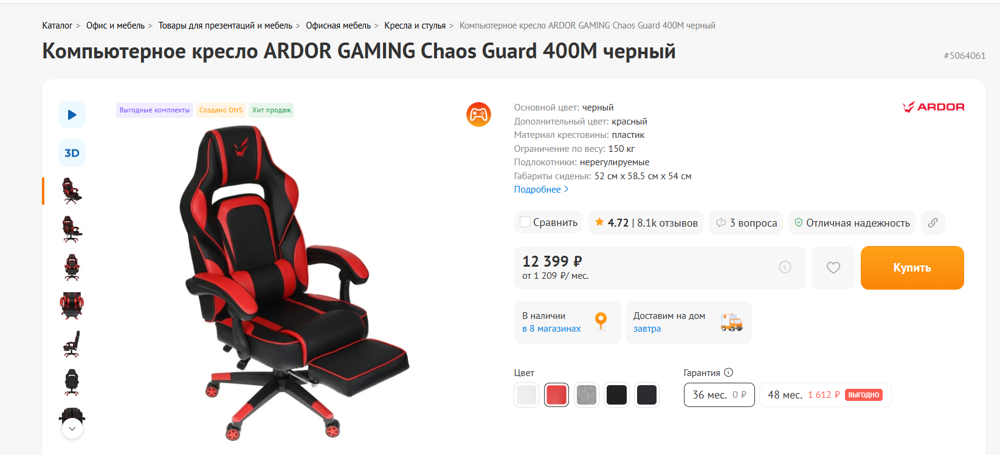 Каталог > Офис и мебель > Товары для презентаций и мебель > Офисная мебель > Кресла и стулья > Компьютерное кресло ARDOR GAMING Chaos Guard 400M черный
Компьютерное кресло ARDOR GAMING Chaos Guard 400M черный
#5064061
Выгодные комплекты Создано DNS Хит продаж
3D
ARDOR
Основной цвет: черный
Дополнительный цвет: красный
Материал крестовины: пластик
Ограничение по весу: 150 кг
Подлокотники: нерегулируемые
Габариты сиденья: 52 см x 58.5 см x 54 см
Подробнее >
Сравнить
4.72 | 8.1k отзывов
3 вопроса
Отличная надежность
12 399 ₽
от 1 209 ₽/ мес.
Купить
В наличии
в 8 магазинах
Доставим на дом
завтра
Цвет
Гарантия
36 мес. 0 ₽
48 мес. 1 612 ₽ ВЫГОДНО